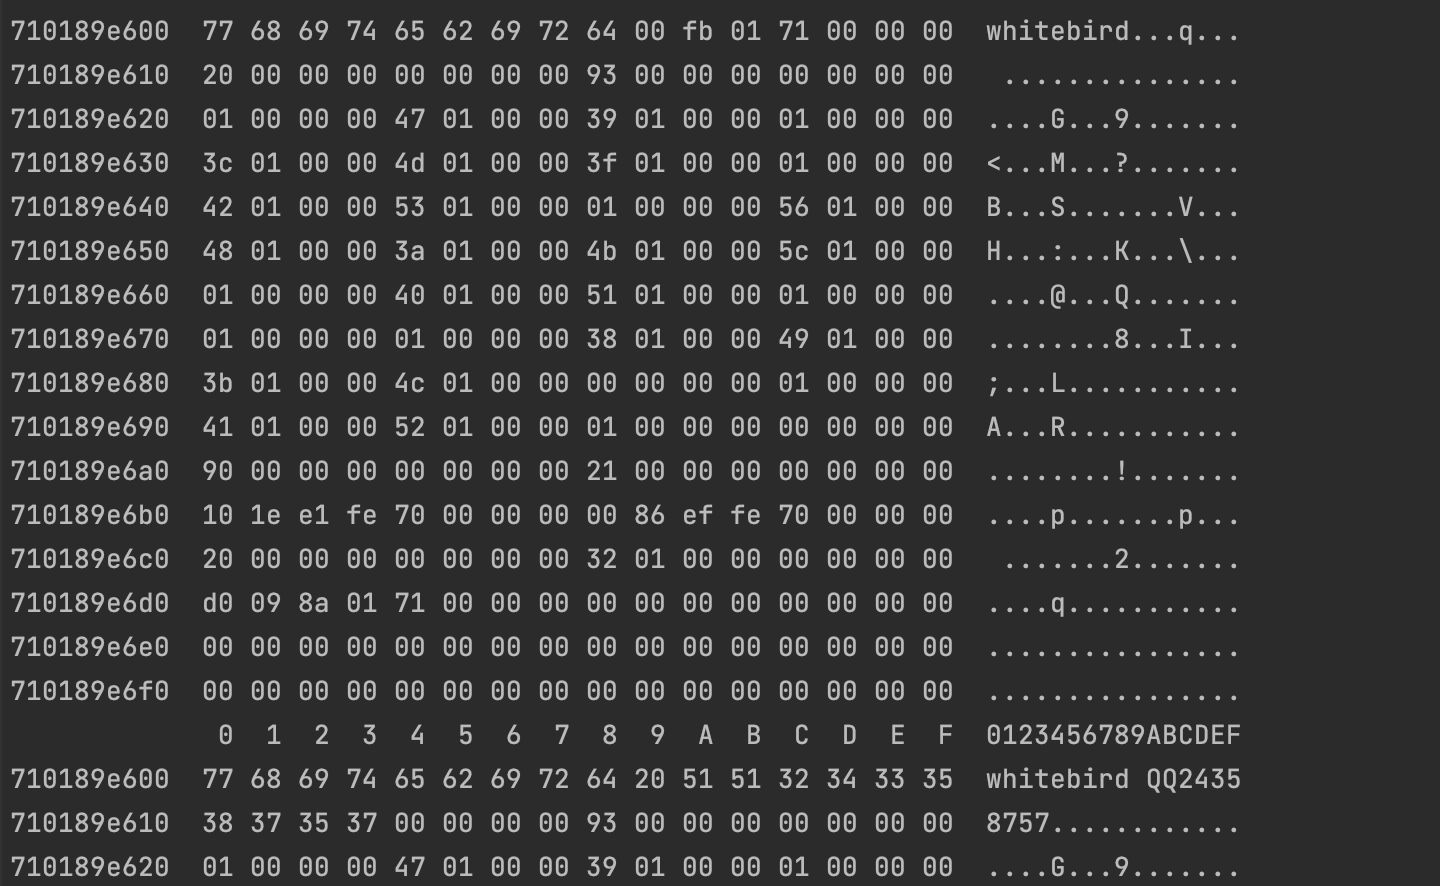 710189e600  77 68 69 74 65 62 69 72 64 00 fb 01 71 00 00 00  whitebird...q...
710189e610  20 00 00 00 00 00 00 00 93 00 00 00 00 00 00 00   ...............
710189e620  01 00 00 00 47 01 00 00 39 01 00 00 01 00 00 00  ....G...9.......
710189e630  3c 01 00 00 4d 01 00 00 3f 01 00 00 01 00 00 00  <...M...?.......
710189e640  42 01 00 00 53 01 00 00 01 00 00 00 56 01 00 00  B...S.......V...
710189e650  48 01 00 00 3a 01 00 00 4b 01 00 00 5c 01 00 00  H...:...K...\...
710189e660  01 00 00 00 40 01 00 00 51 01 00 00 01 00 00 00  ....@...Q.......
710189e670  01 00 00 00 01 00 00 00 38 01 00 00 49 01 00 00  ........8...I...
710189e680  3b 01 00 00 4c 01 00 00 00 00 00 00 01 00 00 00  ;...L...........
710189e690  41 01 00 00 52 01 00 00 01 00 00 00 00 00 00 00  A...R...........
710189e6a0  90 00 00 00 00 00 00 00 21 00 00 00 00 00 00 00  ........!.......
710189e6b0  10 1e e1 fe 70 00 00 00 00 86 ef fe 70 00 00 00  ....p.......p...
710189e6c0  20 00 00 00 00 00 00 00 32 01 00 00 00 00 00 00   .......2.......
710189e6d0  d0 09 8a 01 71 00 00 00 00 00 00 00 00 00 00 00  ....q...........
710189e6e0  00 00 00 00 00 00 00 00 00 00 00 00 00 00 00 00  ................
710189e6f0  00 00 00 00 00 00 00 00 00 00 00 00 00 00 00 00  ................
             0  1  2  3  4  5  6  7  8  9  A  B  C  D  E  F  0123456789ABCDEF
710189e600  77 68 69 74 65 62 69 72 64 20 51 51 32 34 33 35  whitebird QQ2435
710189e610  38 37 35 37 00 00 00 00 93 00 00 00 00 00 00 00  8757............
710189e620  01 00 00 00 47 01 00 00 39 01 00 00 01 00 00 00  ....G...9.......